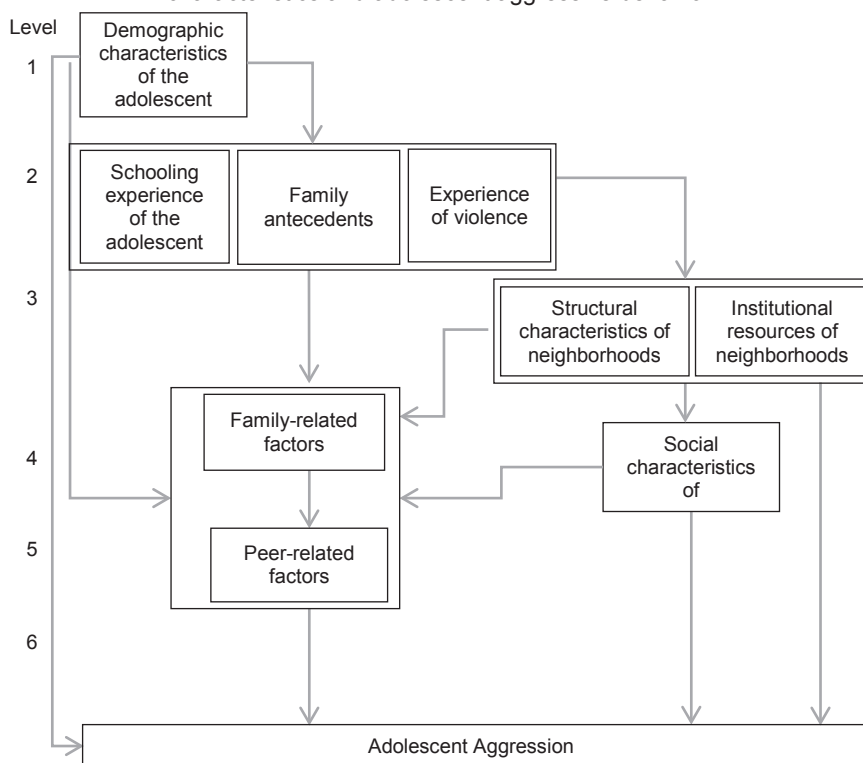 Level
Demographic
characteristics
of the
adolescent
1
2
Schooling
experience
of the
adolescent
Family
antecedents
Experience
of violence
3
Structural
characteristics of
neighborhoods
Institutional
resources of
neighborhoods
Family-related
factors
4
Social
characteristics
of
5
Peer-related
factors
6
Adolescent Aggression